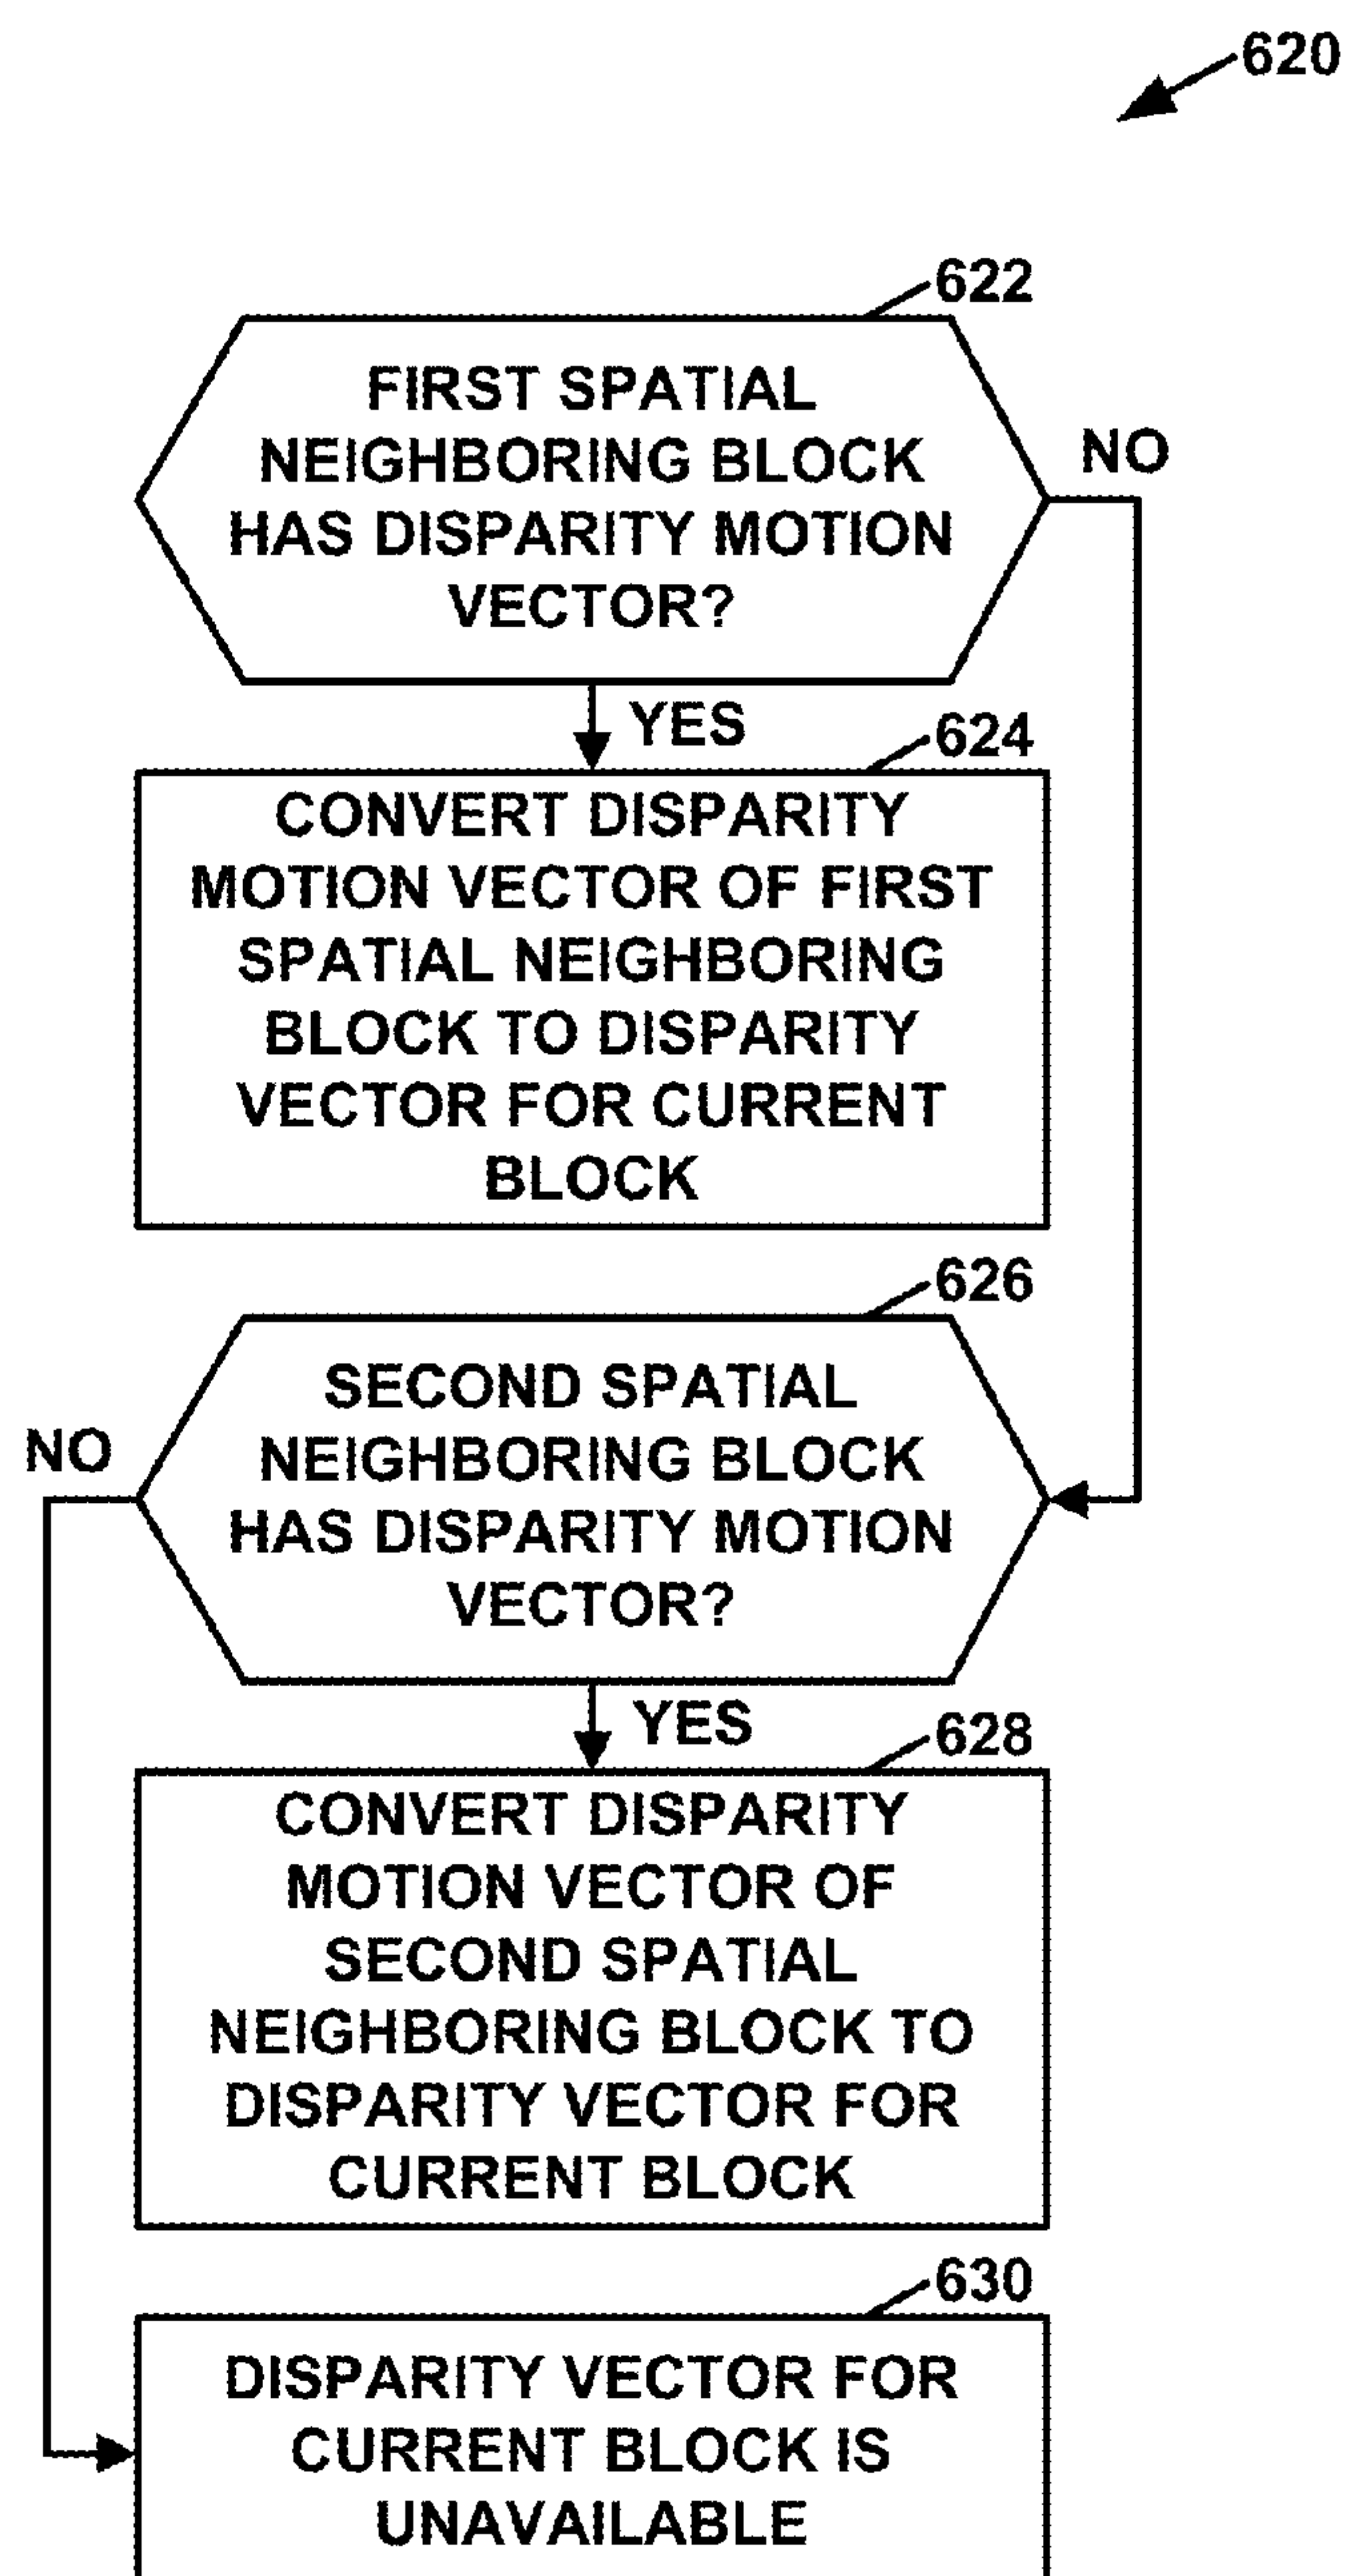 620
622
FIRST SPATIAL
NEIGHBORING BLOCK
HAS DISPARITY MOTION
VECTOR?
NO
YES
624
CONVERT DISPARITY
MOTION VECTOR OF FIRST
SPATIAL NEIGHBORING
BLOCK TO DISPARITY
VECTOR FOR CURRENT
BLOCK
626
SECOND SPATIAL
NEIGHBORING BLOCK
HAS DISPARITY MOTION
VECTOR?
NO
YES
628
CONVERT DISPARITY
MOTION VECTOR OF
SECOND SPATIAL
NEIGHBORING BLOCK TO
DISPARITY VECTOR FOR
CURRENT BLOCK
630
DISPARITY VECTOR FOR
CURRENT BLOCK IS
UNAVAILABLE